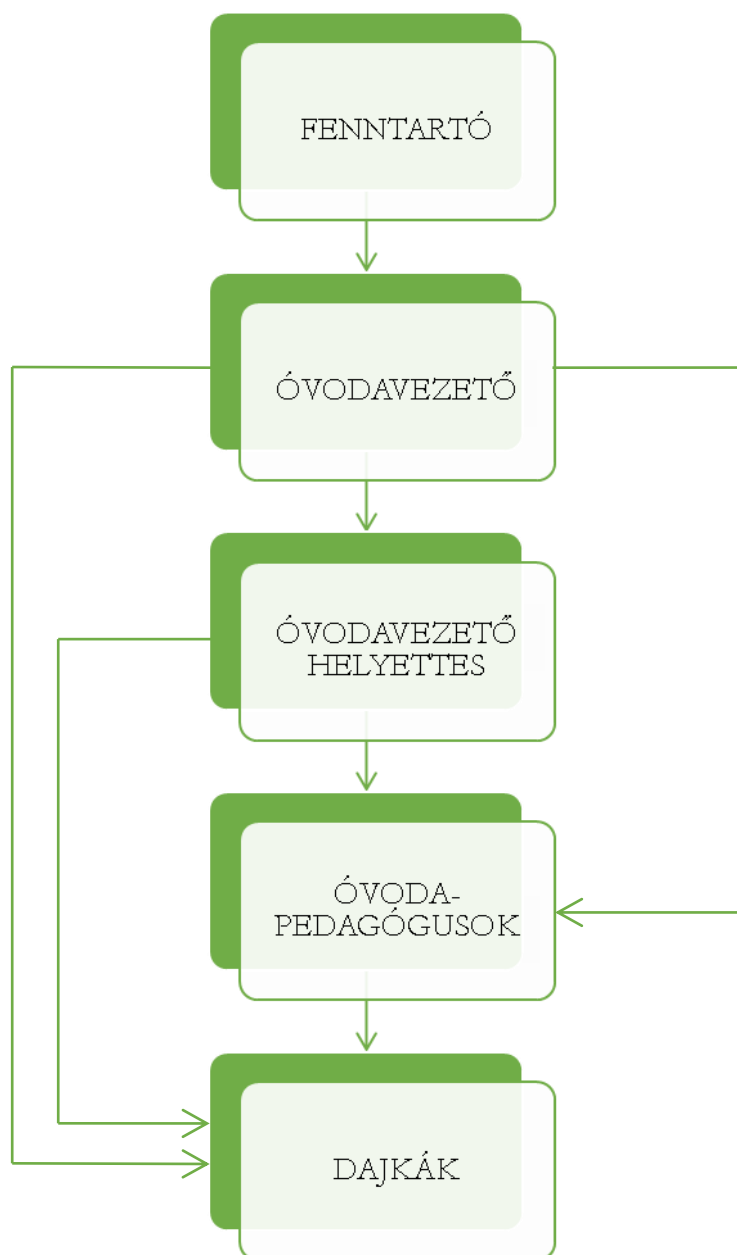 FENNTARTÓ
ÓVODAVEZETŐ
ÓVODAVEZETŐ
HELYETTES
ÓVODA-
PEDAGÓGUSOK
DAJKÁK